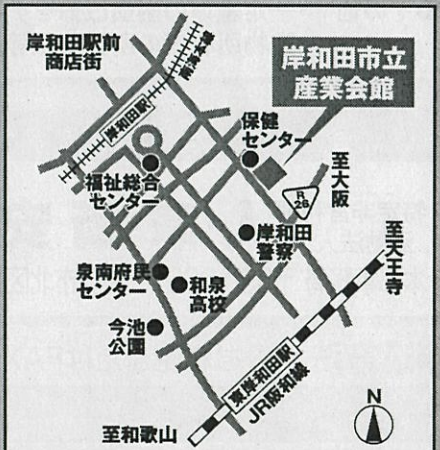 岸和田駅前
商店街
南海本線
岸和田駅
岸和田市立
産業会館
保健
センター
福祉総合
センター
至大阪
R
26
岸和田
警察
至天王寺
泉南府民
センター
和泉
高校
今池
公園
東岸和田駅
JR阪和線
至和歌山
N